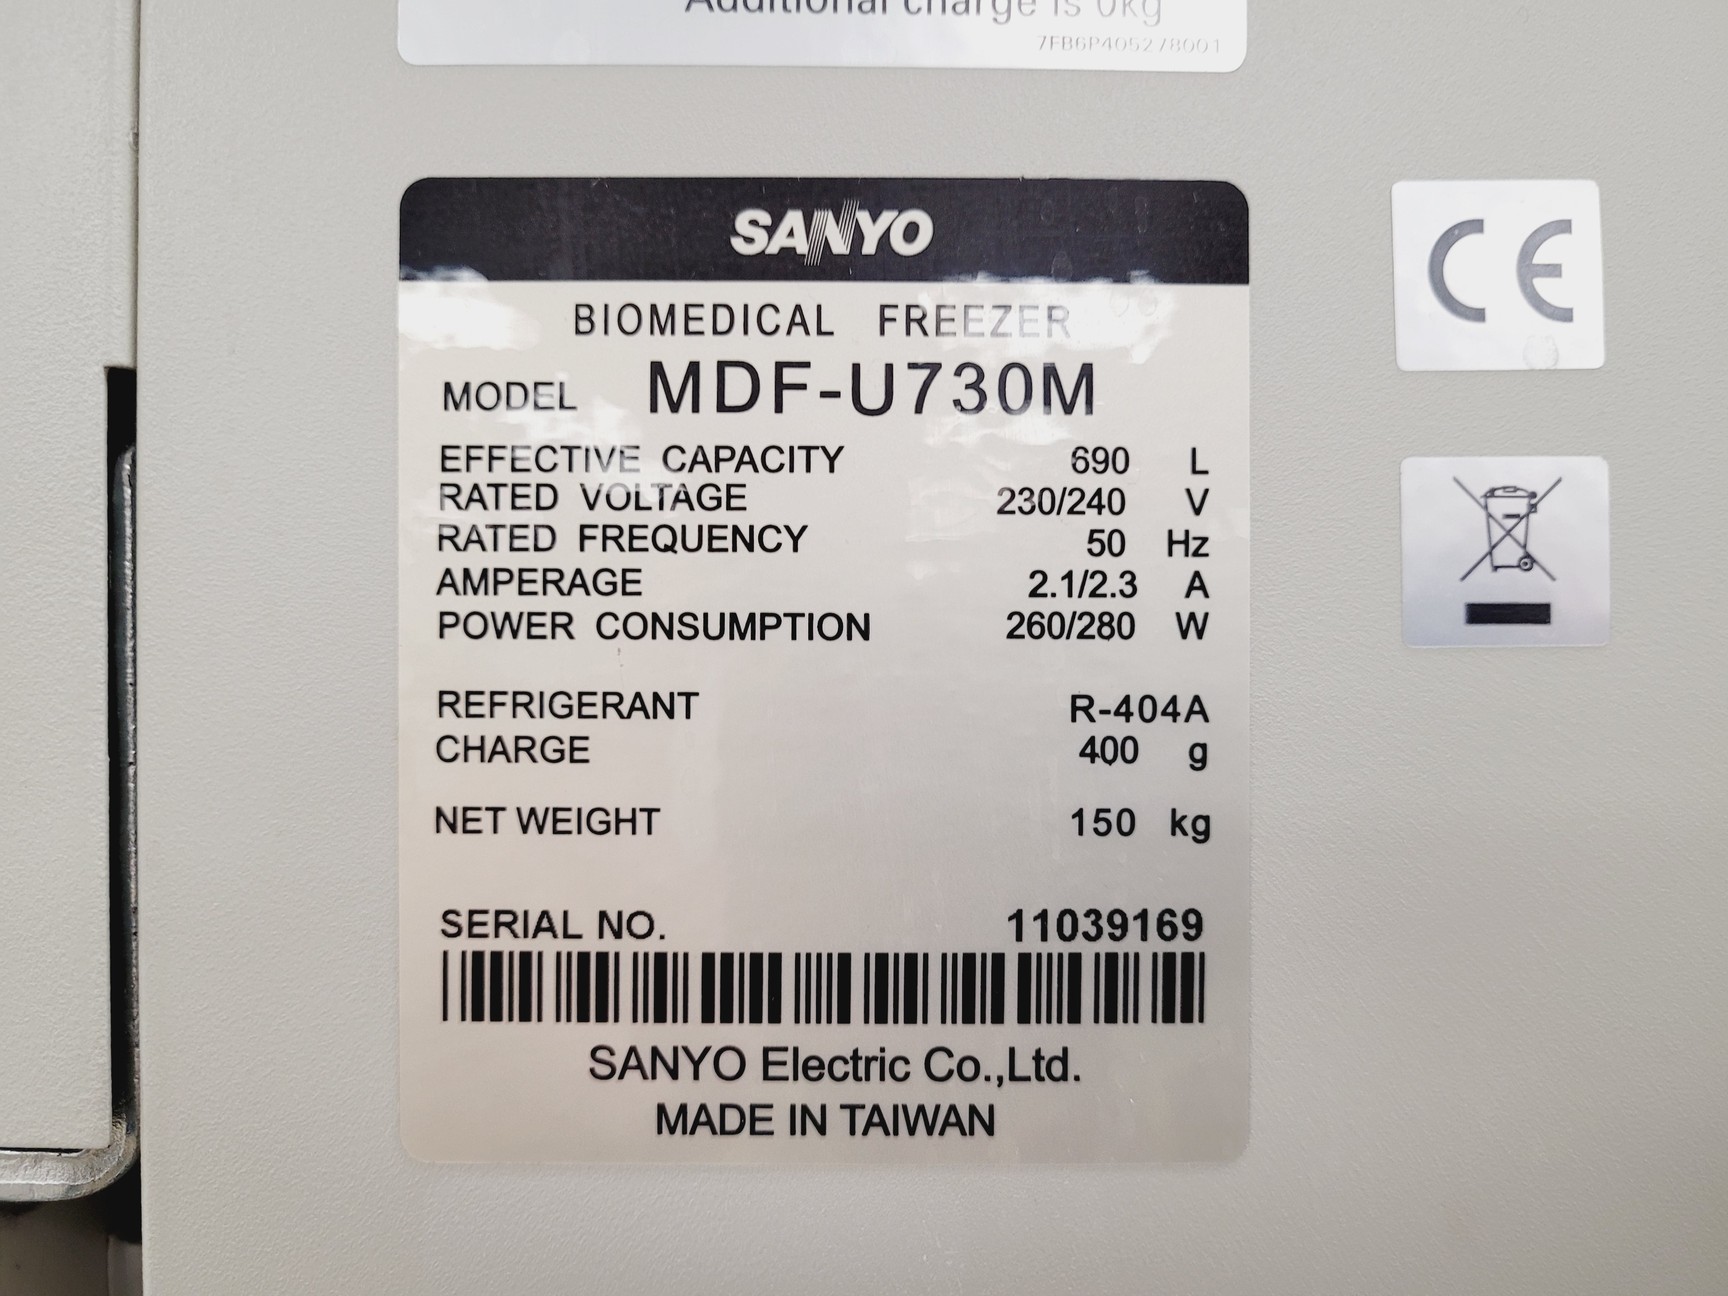 Additional charge is 0kg
7FB6P405278001
SANYO
BIOMEDICAL FREEZER
MODEL MDF-U730M
EFFECTIVE CAPACITY 690 L
RATED VOLTAGE 230/240 V
RATED FREQUENCY 50 Hz
AMPERAGE 2.1/2.3 A
POWER CONSUMPTION 260/280 W
REFRIGERANT R-404A
CHARGE 400 g
NET WEIGHT 150 kg
SERIAL NO. 11039169
SANYO Electric Co.,Ltd.
MADE IN TAIWAN
CE